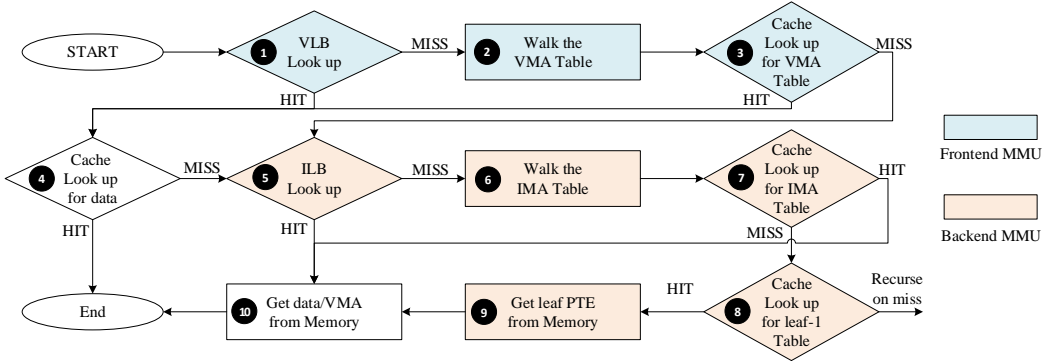 START
1
VLB
Look up
MISS
2
Walk the
VMA Table
3
Cache
Look up
for VMA
Table
MISS
HIT
HIT
4
Cache
Look up
for data
MISS
5
ILB
Look up
MISS
6
Walk the
IMA Table
7
Cache
Look up
for IMA
Table
HIT
Frontend MMU
Backend MMU
HIT
HIT
MISS
End
10
Get data/VMA
from Memory
9
Get leaf PTE
from Memory
HIT
8
Cache
Look up
for leaf-1
Table
Recurse
on miss